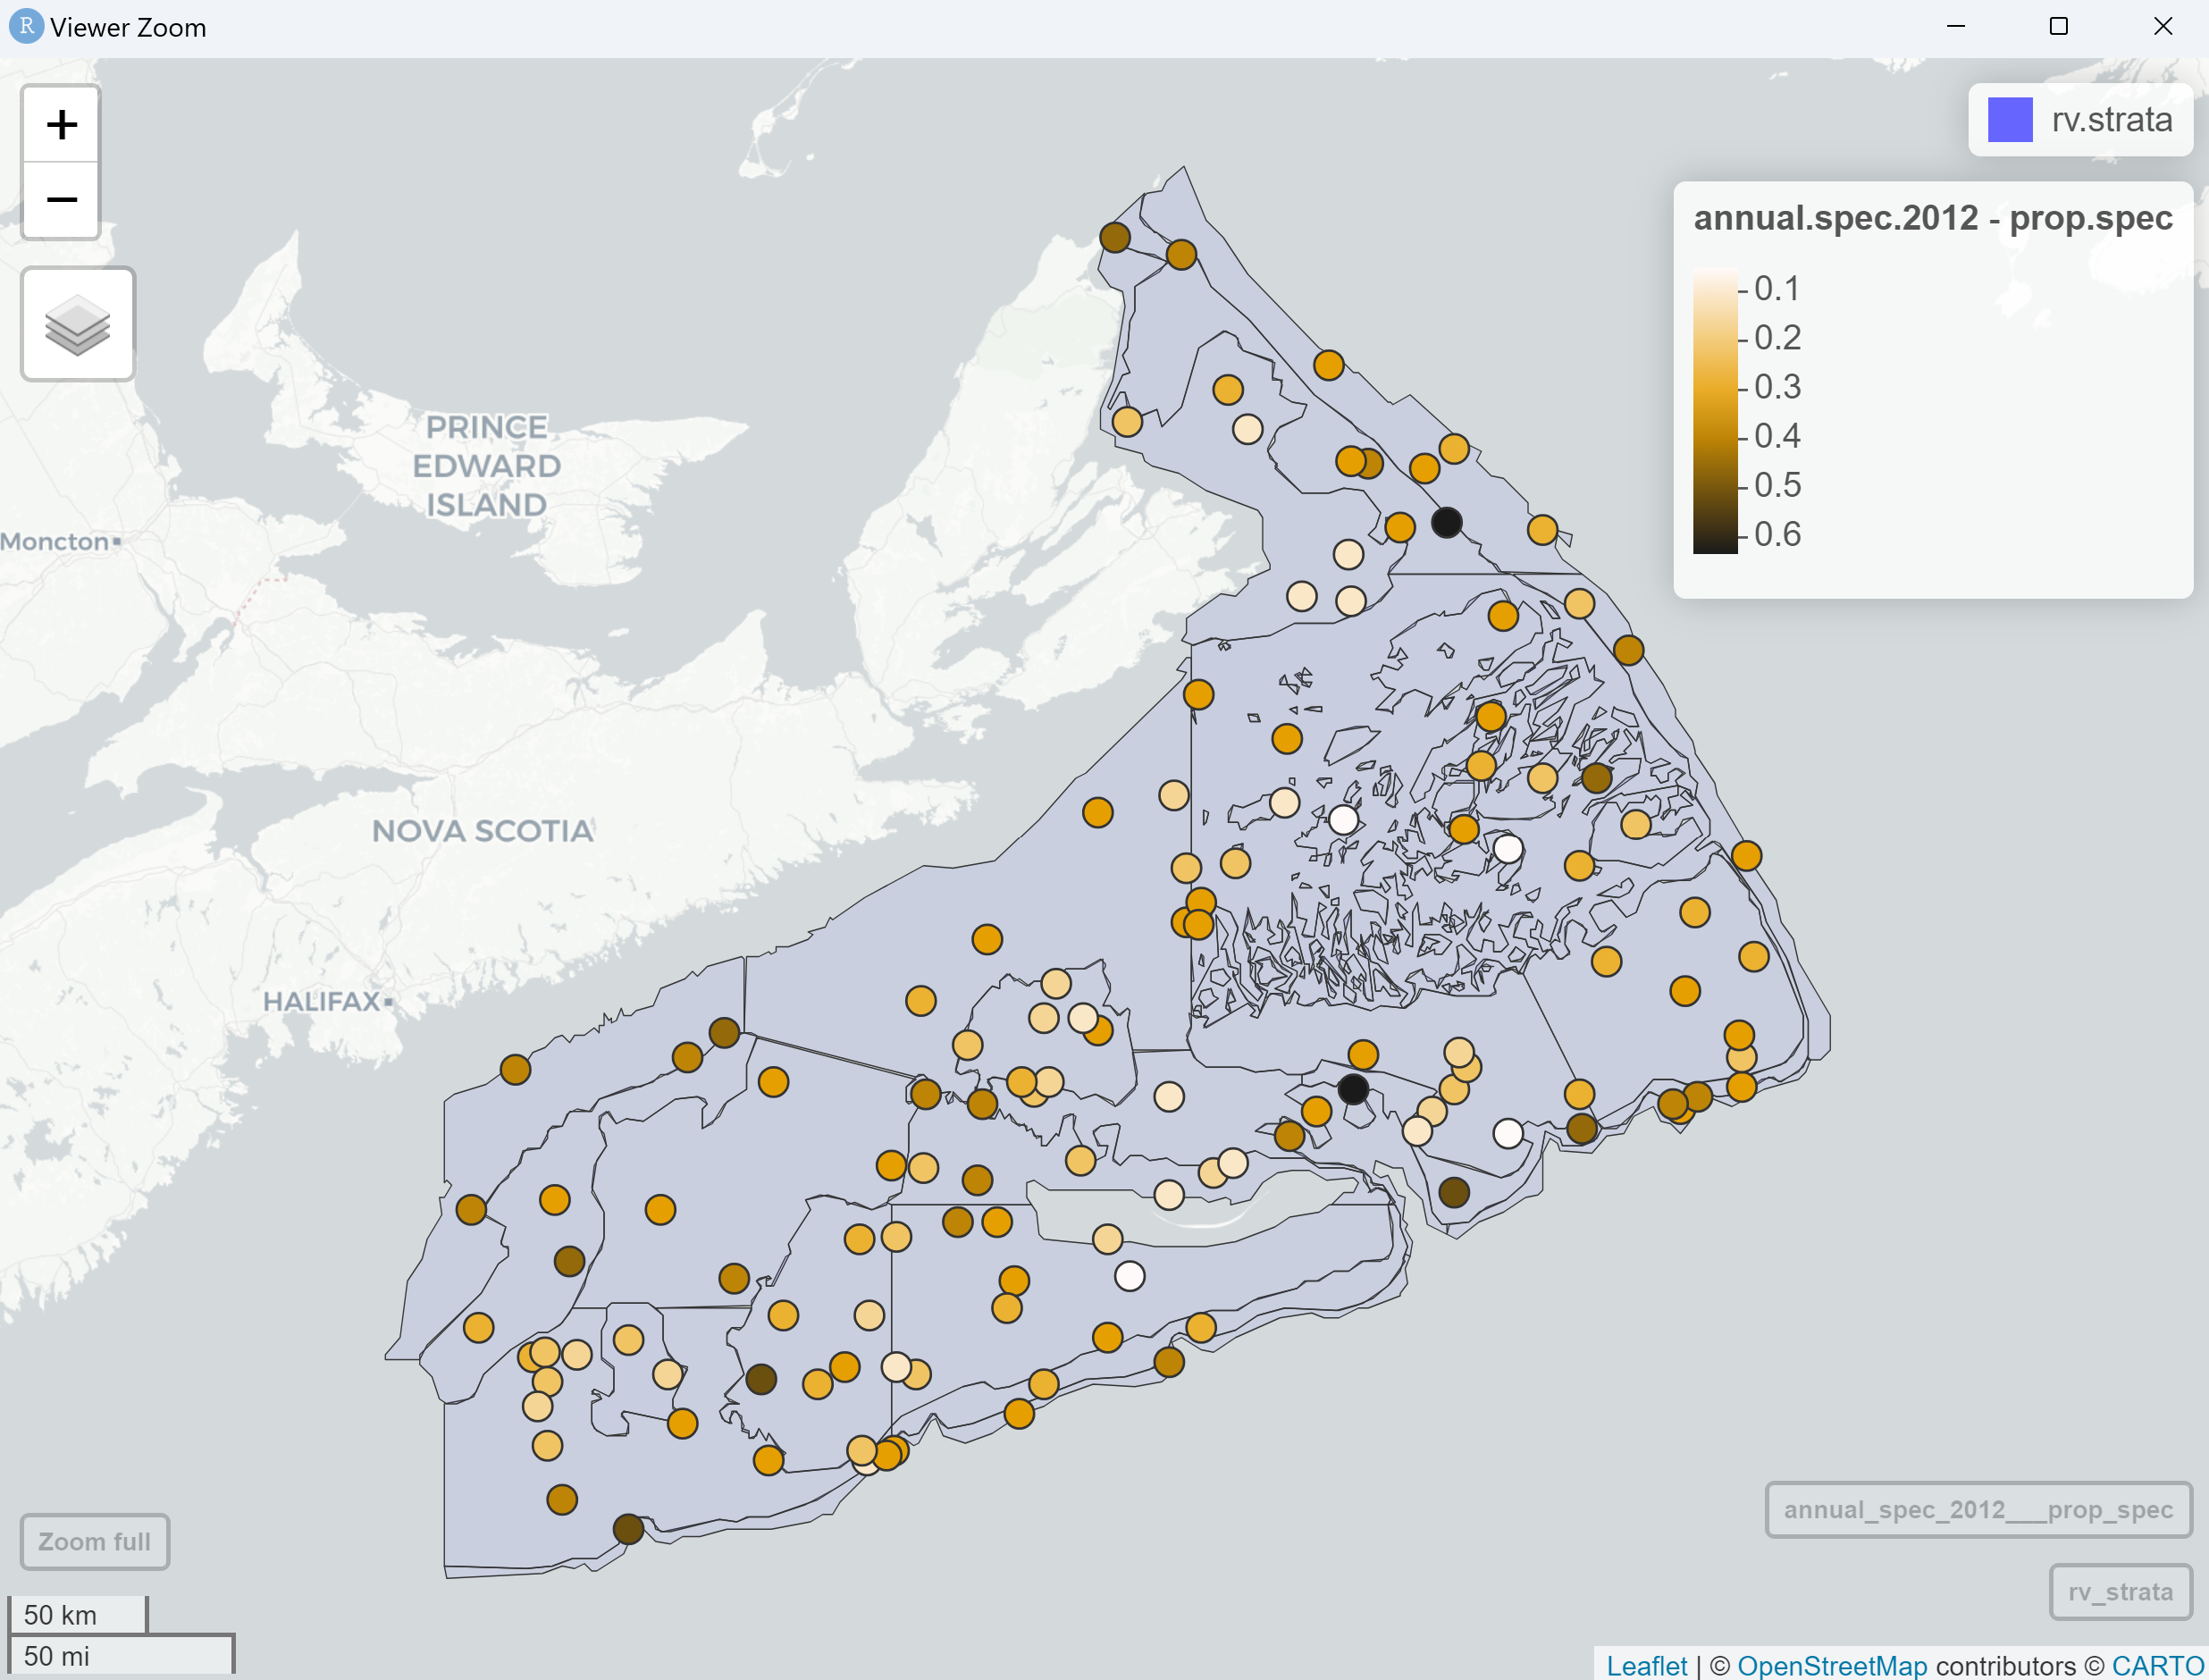 R Viewer Zoom
+
−
rv.strata
annual.spec.2012 - prop.spec
0.1
0.2
0.3
0.4
0.5
0.6
PRINCE
EDWARD
ISLAND
Moncton
NOVA SCOTIA
HALIFAX
Zoom full
annual_spec_2012___prop_spec
rv_strata
50 km
50 mi
Leaflet | © OpenStreetMap contributors © CARTO